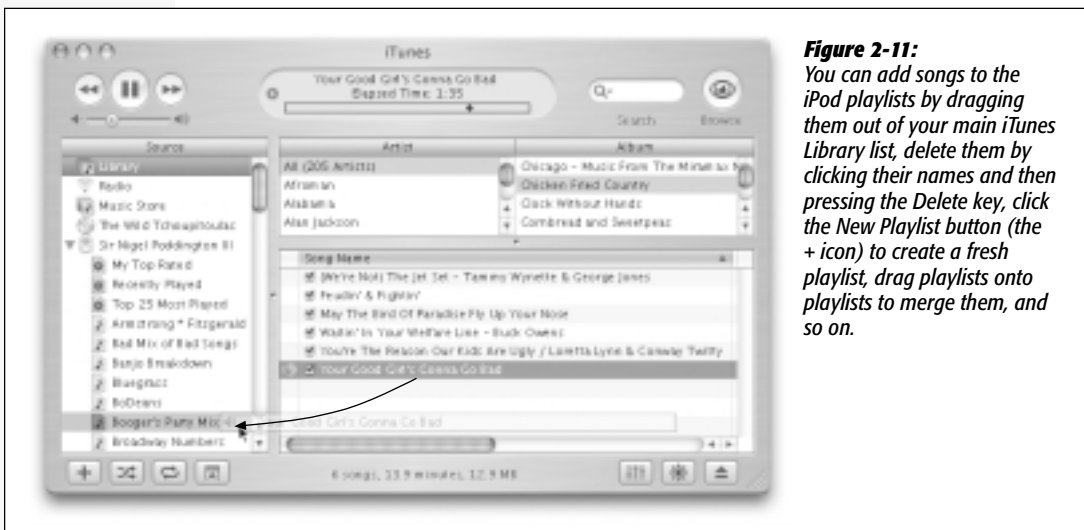 iTunes
Your Good Girl's Gonna Go Bad
Elapsed Time: 1:35
Search
Browse
Source
Library
Radio
Music Store
The Wild Tchoupitoulas
Sir Nigel Poddington III
My Top Rated
Recently Played
Top 25 Most Played
Armstrong * Fitzgerald
Bad Mix of Bad Songs
Banjo Breakdown
Bluegrass
BoDeans
Booger's Party Mix
Broadway Numbers
Artist
All (205 Artists)
Afroman
Alabama
Alan Jackson
Album
Chicago - Music From The Miramax
Chicken Fried Country
Clock Without Hands
Cornbread and Sweetpeas
Song Name
(We're Not) The Jet Set - Tammy Wynette & George Jones
Feudin' & Fightin'
May The Bird Of Paradise Fly Up Your Nose
Waitin' In Your Welfare Line - Buck Owens
You're The Reason Our Kids Are Ugly / Loretta Lynn & Conway Twitty
Your Good Girl's Gonna Go Bad
Good Girl's Gonna Go Bad
6 songs, 13.9 minutes, 12.9 MB
Figure 2-11:
You can add songs to the
iPod playlists by dragging
them out of your main iTunes
Library list, delete them by
clicking their names and then
pressing the Delete key, click
the New Playlist button (the
+ icon) to create a fresh
playlist, drag playlists onto
playlists to merge them, and
so on.